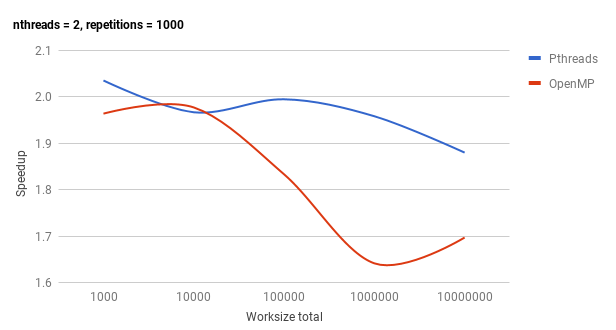 nthreads = 2, repetitions = 1000
2.1
2.0
1.9
1.8
1.7
1.6
Speedup
1000 10000 100000 1000000 10000000
Worksize total
Pthreads
OpenMP